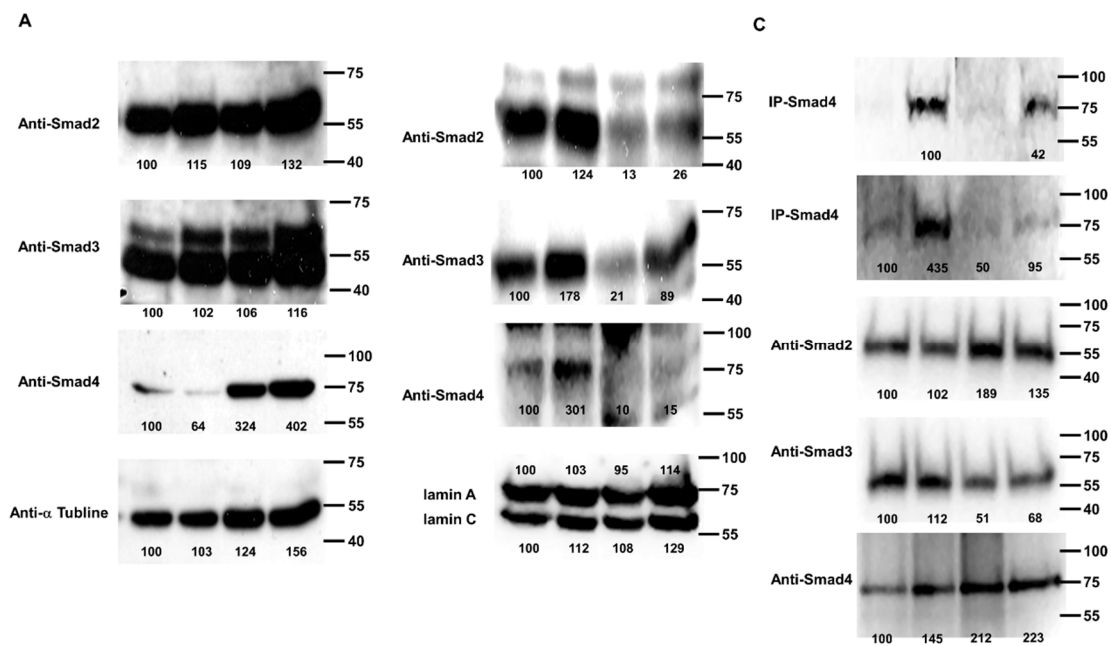 A
Anti-Smad2
75
55
40
100 115 109 132
Anti-Smad3
75
55
40
100 102 106 116
Anti-Smad4
100
75
55
100 64 324 402
Anti-α Tubline
75
55
40
100 103 124 156
Anti-Smad2
75
55
40
100 124 13 26
Anti-Smad3
75
55
40
100 178 21 89
Anti-Smad4
100
75
55
100 301 10 15
100 103 95 114
lamin A
lamin C
100
75
55
100 112 108 129
C
IP-Smad4
100
75
55
100 42
IP-Smad4
100
75
55
100 435 50 95
Anti-Smad2
100
75
55
40
100 102 189 135
Anti-Smad3
100
75
55
40
100 112 51 68
Anti-Smad4
100
75
55
100 145 212 223